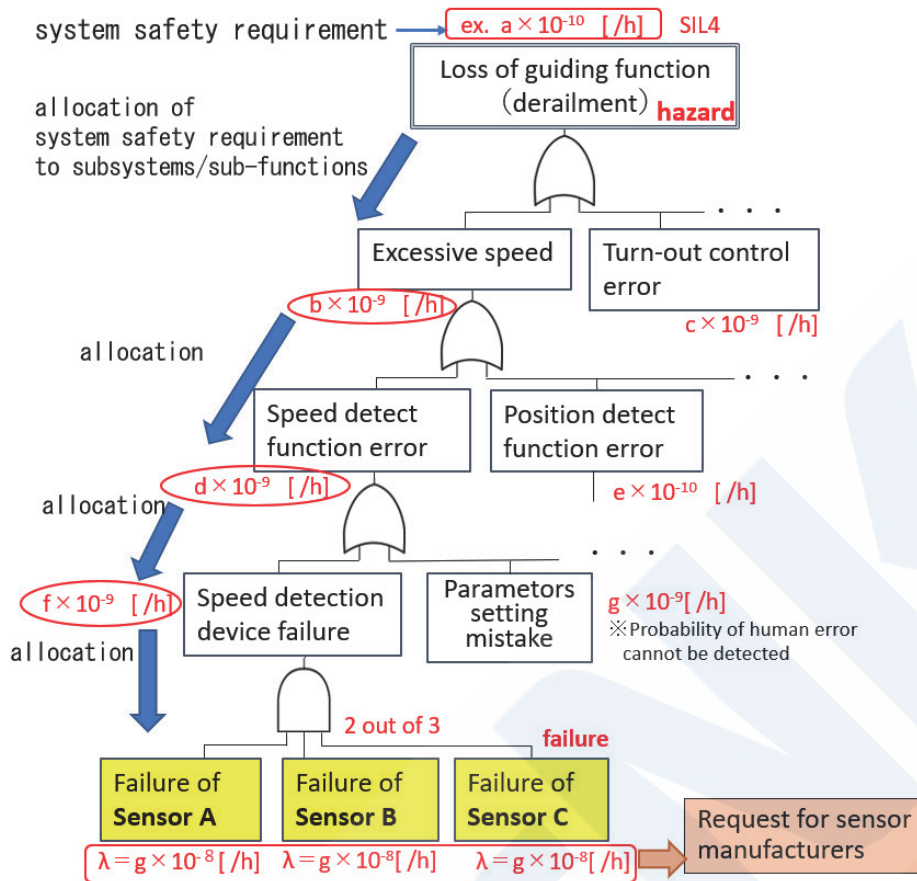 system safety requirement
ex. a×10⁻¹⁰ [/h]
SIL4
Loss of guiding function
(derailment)
hazard
allocation of
system safety requirement
to subsystems/sub-functions
· · ·
Excessive speed
Turn-out control
error
b×10⁻⁹ [/h]
c×10⁻⁹ [/h]
allocation
· · ·
Speed detect
function error
Position detect
function error
d×10⁻⁹ [/h]
e×10⁻¹⁰ [/h]
allocation
· · ·
f×10⁻⁹ [/h]
Speed detection
device failure
Parametors
setting
mistake
g×10⁻⁹[/h]
※Probability of human error
cannot be detected
allocation
2 out of 3
failure
Failure of
Sensor A
Failure of
Sensor B
Failure of
Sensor C
λ=g×10⁻⁸[/h]
λ=g×10⁻⁸[/h]
λ=g×10⁻⁸[/h]
Request for sensor
manufacturers